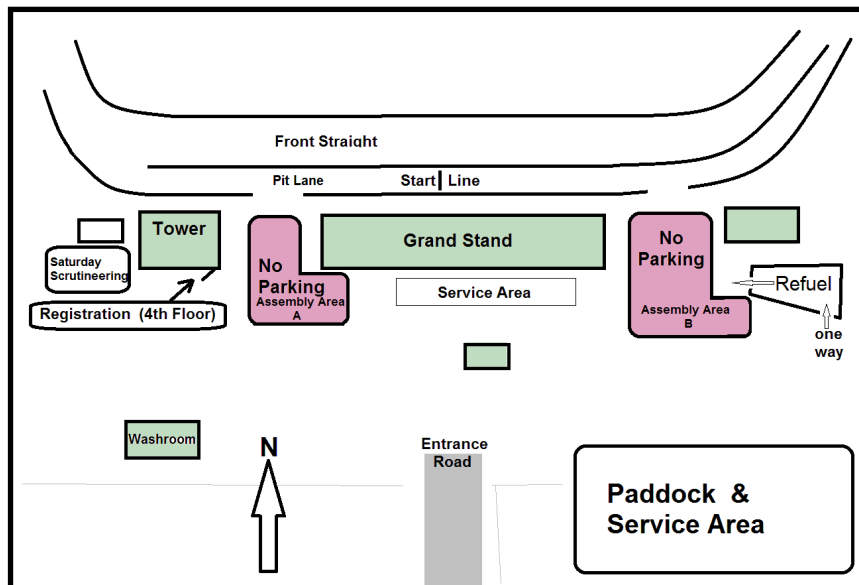 Front Straight
Pit Lane
Start
Line
Tower
Grand Stand
No
Parking
Assembly Area
B
Saturday
Scrutineering
No
Parking
Assembly Area
A
Service Area
Refuel
Registration (4th Floor)
one
way
Washroom
N
Entrance
Road
Paddock &
Service Area